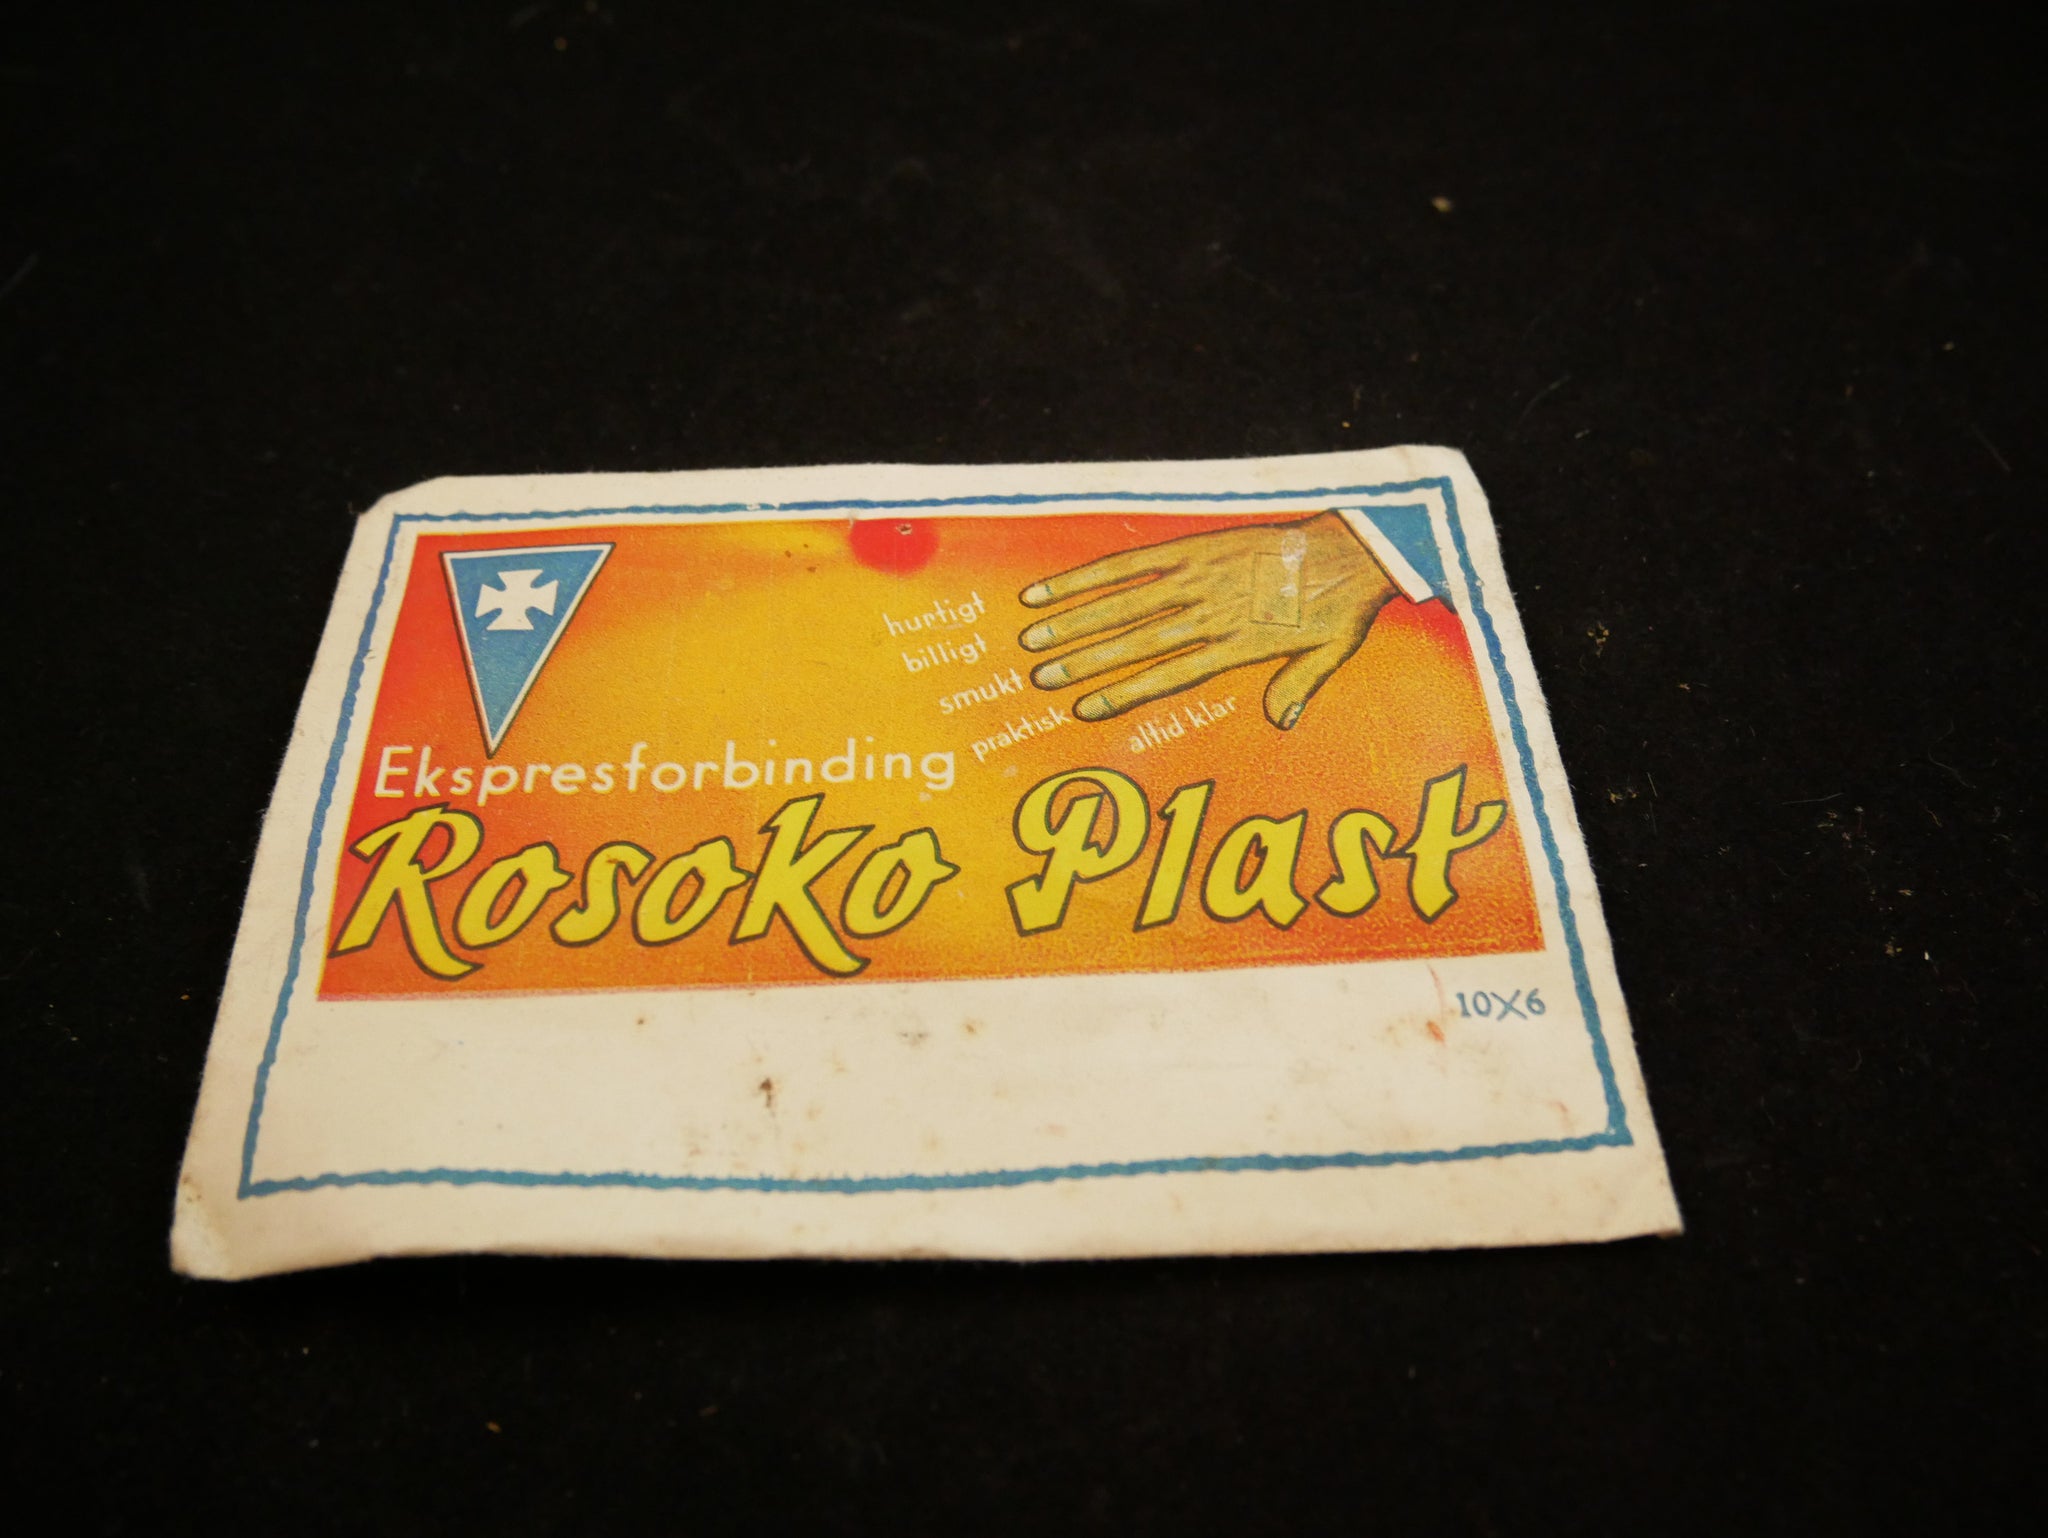 hurtigt
billigt
smukt
praktisk
altid klar
Ekspresforbinding
Rosoko Plast
10X6